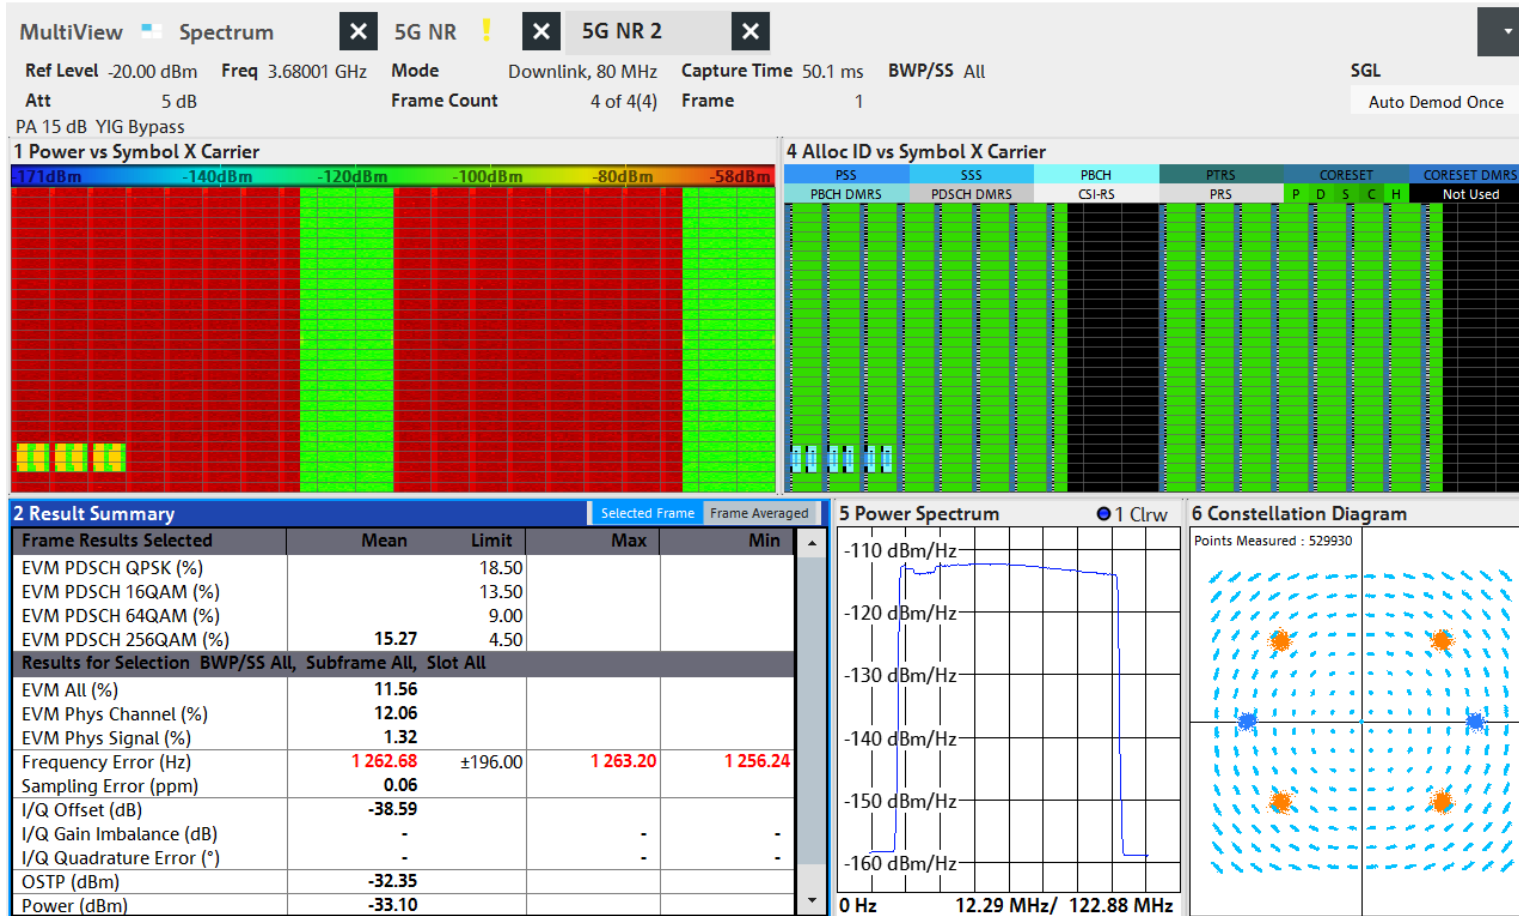 MultiView Spectrum 5G NR ! 5G NR 2
Ref Level -20.00 dBm Freq 3.68001 GHz Mode Downlink, 80 MHz Capture Time 50.1 ms BWP/SS All SGL
Att 5 dB Frame Count 4 of 4(4) Frame 1 Auto Demod Once
PA 15 dB YIG Bypass
1 Power vs Symbol X Carrier
-171dBm -140dBm -120dBm -100dBm -80dBm -58dBm
4 Alloc ID vs Symbol X Carrier
PSS SSS PBCH PTRS CORESET CORESET DMRS
PBCH DMRS PDSCH DMRS CSI-RS PRS P D S C H Not Used
2 Result Summary Selected Frame Frame Averaged
Frame Results Selected Mean Limit Max Min
EVM PDSCH QPSK (%) 18.50
EVM PDSCH 16QAM (%) 13.50
EVM PDSCH 64QAM (%) 9.00
EVM PDSCH 256QAM (%) 15.27 4.50
Results for Selection BWP/SS All, Subframe All, Slot All
EVM All (%) 11.56
EVM Phys Channel (%) 12.06
EVM Phys Signal (%) 1.32
Frequency Error (Hz) 1 262.68 ±196.00 1 263.20 1 256.24
Sampling Error (ppm) 0.06
I/Q Offset (dB) -38.59
I/Q Gain Imbalance (dB) - - -
I/Q Quadrature Error (°) - - -
OSTP (dBm) -32.35
Power (dBm) -33.10
5 Power Spectrum 1 Clrw
-110 dBm/Hz
-120 dBm/Hz
-130 dBm/Hz
-140 dBm/Hz
-150 dBm/Hz
-160 dBm/Hz
0 Hz 12.29 MHz/ 122.88 MHz
6 Constellation Diagram
Points Measured : 529930